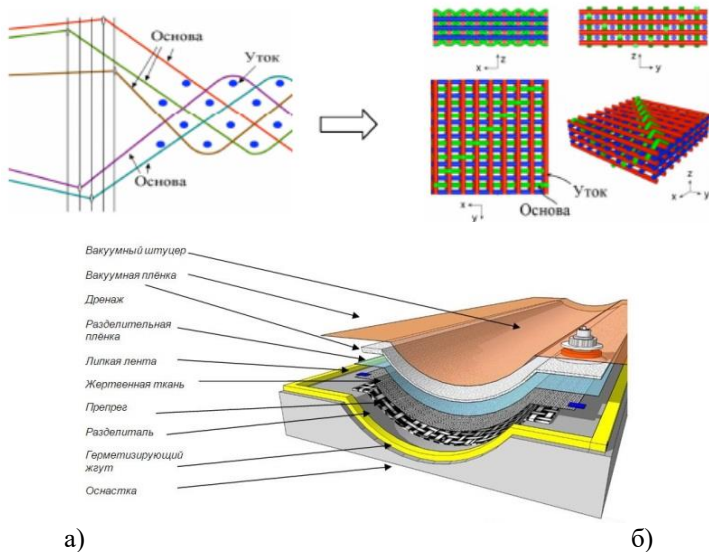 Основа
Уток
Основа
z
x
z
y
Уток
Основа
x
y
z
x
y
Вакуумный штуцер
Вакуумная плёнка
Дренаж
Разделительная
плёнка
Липкая лента
Жертвенная ткань
Препрег
Разделиталь
Герметизирующий
жгут
Оснастка
а)
б)